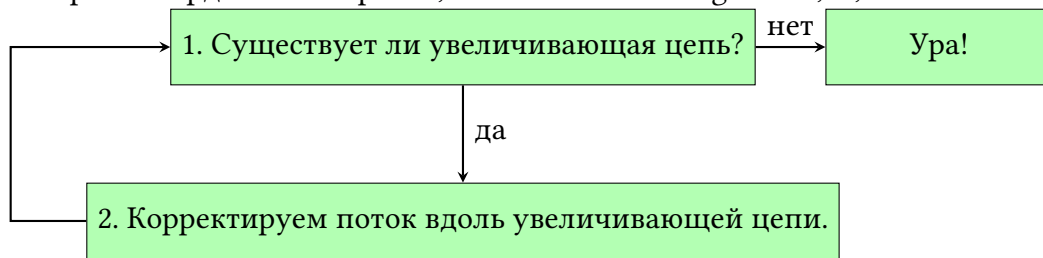 1. Существует ли увеличивающая цепь?
нет
Ура!
да
2. Корректируем поток вдоль увеличивающей цепи.